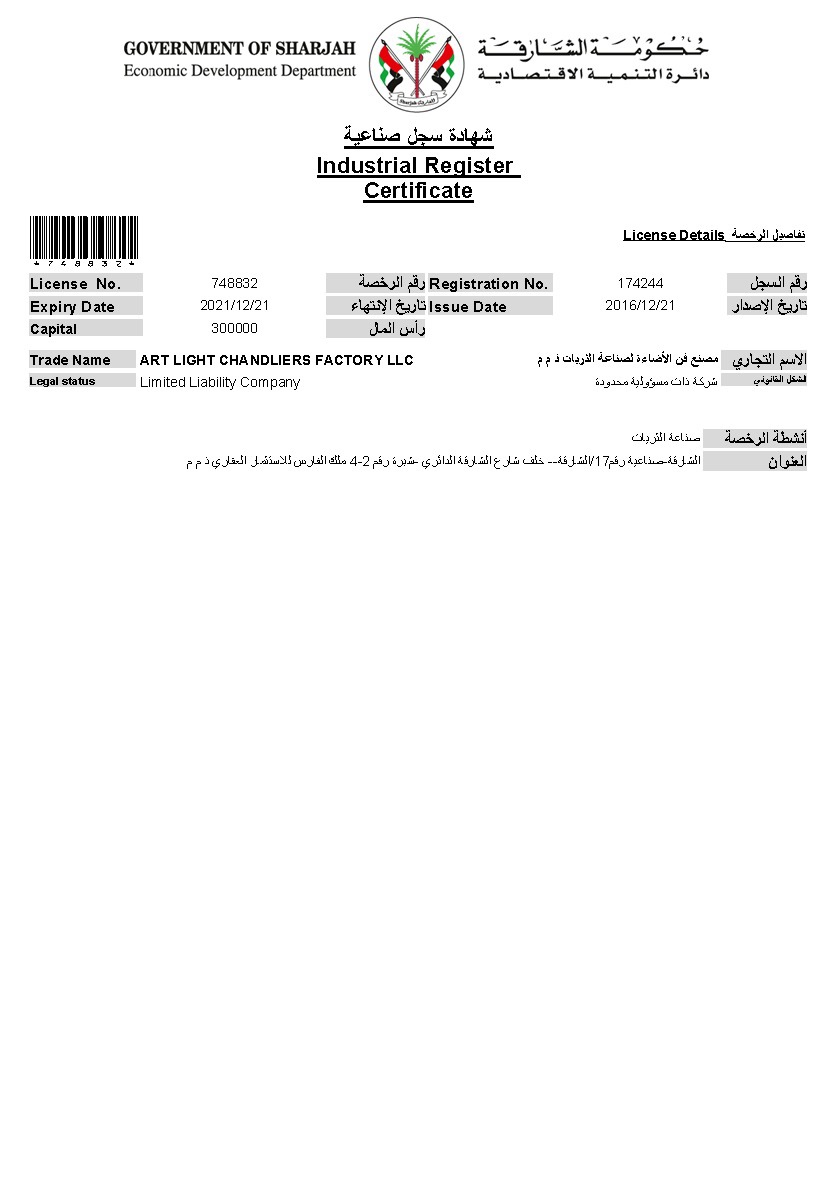 GOVERNMENT OF SHARJAH
Economic Development Department
حكومة الشارقة
دائرة التنمية الاقتصادية
شهادة سجل صناعية
Industrial Register
Certificate
*748832*
License Details تفاصيل الرخصة
License No. 748832 رقم الرخصة Registration No. 174244 رقم السجل
Expiry Date 2021/12/21 تاريخ الإنتهاء Issue Date 2016/12/21 تاريخ الإصدار
Capital 300000 رأس المال
Trade Name ART LIGHT CHANDLIERS FACTORY LLC مصنع فن الأضاءة لصناعة الثريات ذ م م الاسم التجاري
Legal status Limited Liability Company شركة ذات مسؤولية محدودة الشكل القانوني
أنشطة الرخصة صناعة الثريات
العنوان الشارقة-صناعية رقم17/الشارقة-- خلف شارع الشارقة الدائري -شبرة رقم 2-4 ملك الفارس للاستثمار العقاري ذ م م